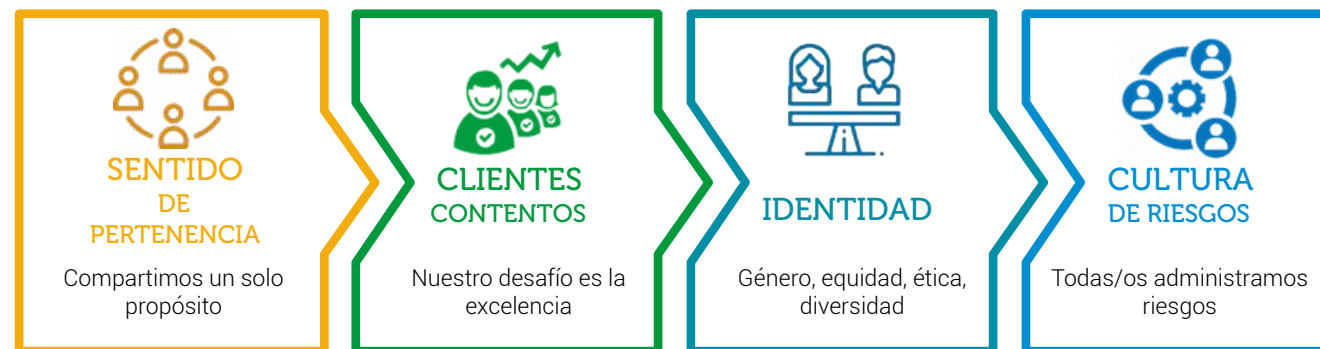 SENTIDO
DE
PERTENENCIA
Compartimos un solo
propósito
CLIENTES
CONTENTOS
Nuestro desafío es la
excelencia
IDENTIDAD
Género, equidad, ética,
diversidad
CULTURA
DE RIESGOS
Todas/os administramos
riesgos